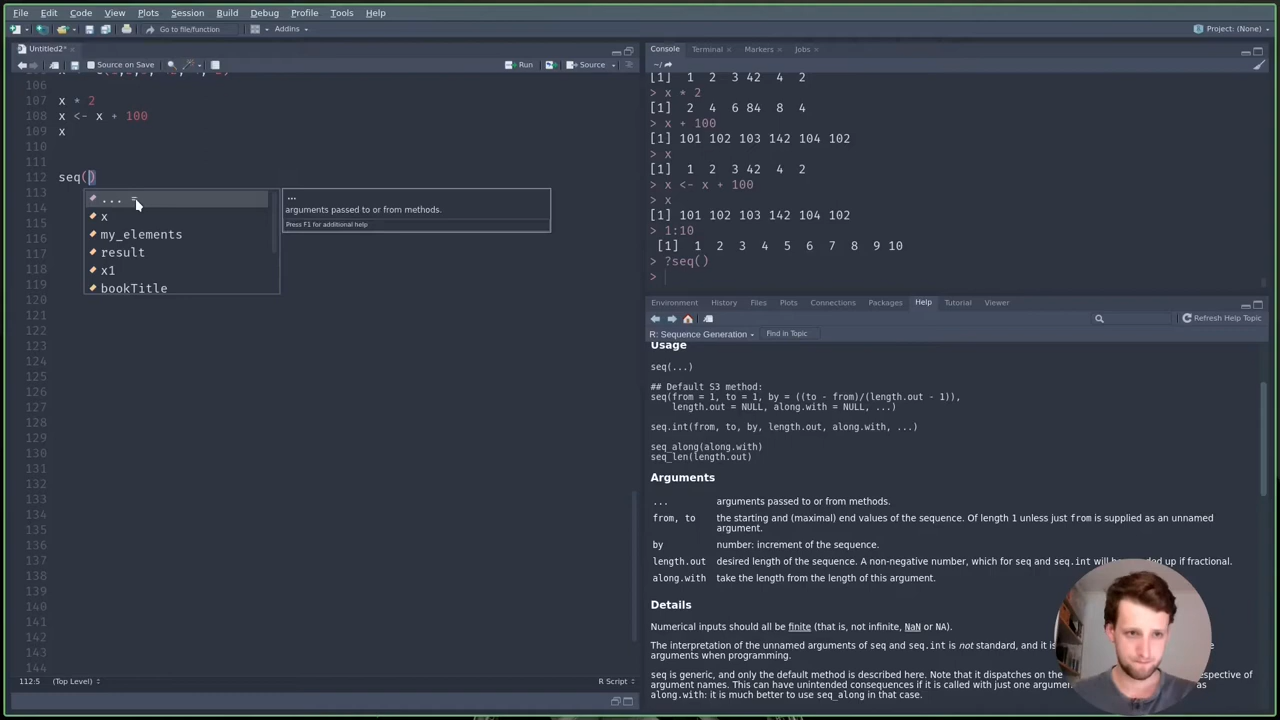 File Edit View Plots Session Build Debug Profile Tools Help
Go to file/function Addins Project: (None)
Untitled2*
Source on Save Run Source
106
107 x * 2
108 x <- x + 100
109 x
110
111
112 seq()
113
114
115
116
117
118
119
120
121
122
123
124
125
126
127
128
129
130
131
132
133
134
135
136
137
138
139
140
141
142
143
144
... =
x
my_elements
result
x1
bookTitle
...
arguments passed to or from methods.
Press F1 for additional help
112:5 (Top Level) R Script
Console Terminal Markers Jobs
~/
[1] 1 2 3 42 4 2
> x * 2
[1] 2 4 6 84 8 4
> x + 100
[1] 101 102 103 142 104 102
> x
[1] 1 2 3 42 4 2
> x <- x + 100
> x
[1] 101 102 103 142 104 102
> 1:10
[1] 1 2 3 4 5 6 7 8 9 10
> ?seq()
>
Environment History Files Plots Connections Packages Help Tutorial Viewer
Refresh Help Topic
R: Sequence Generation Find in Topic
Usage
seq(...)
## Default S3 method:
seq(from = 1, to = 1, by = ((to - from)/(length.out - 1)),
length.out = NULL, along.with = NULL, ...)
seq.int(from, to, by, length.out, along.with, ...)
seq_along(along.with)
seq_len(length.out)
Arguments
... arguments passed to or from methods.
from, to the starting and (maximal) end values of the sequence. Of length 1 unless just from is supplied as an unnamed
argument.
by number: increment of the sequence.
length.out desired length of the sequence. A non-negative number, which for seq and seq.int will be up if fractional.
along.with take the length from the length of this argument.
Details
Numerical inputs should all be finite (that is, not infinite, NaN or NA).
The interpretation of the unnamed arguments of seq and seq.int is not standard, and it is
arguments when programming.
seq is generic, and only the default method is described here. Note that it dispatches on the respective of
argument names. This can have unintended consequences if it is called with just one argument as
along.with: it is much better to use seq_along in that case.